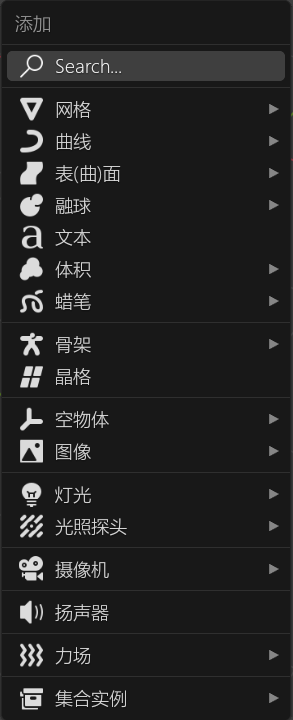 添加
Search...
网格
曲线
表(曲)面
融球
文本
体积
蜡笔
骨架
晶格
空物体
图像
灯光
光照探头
摄像机
扬声器
力场
集合实例